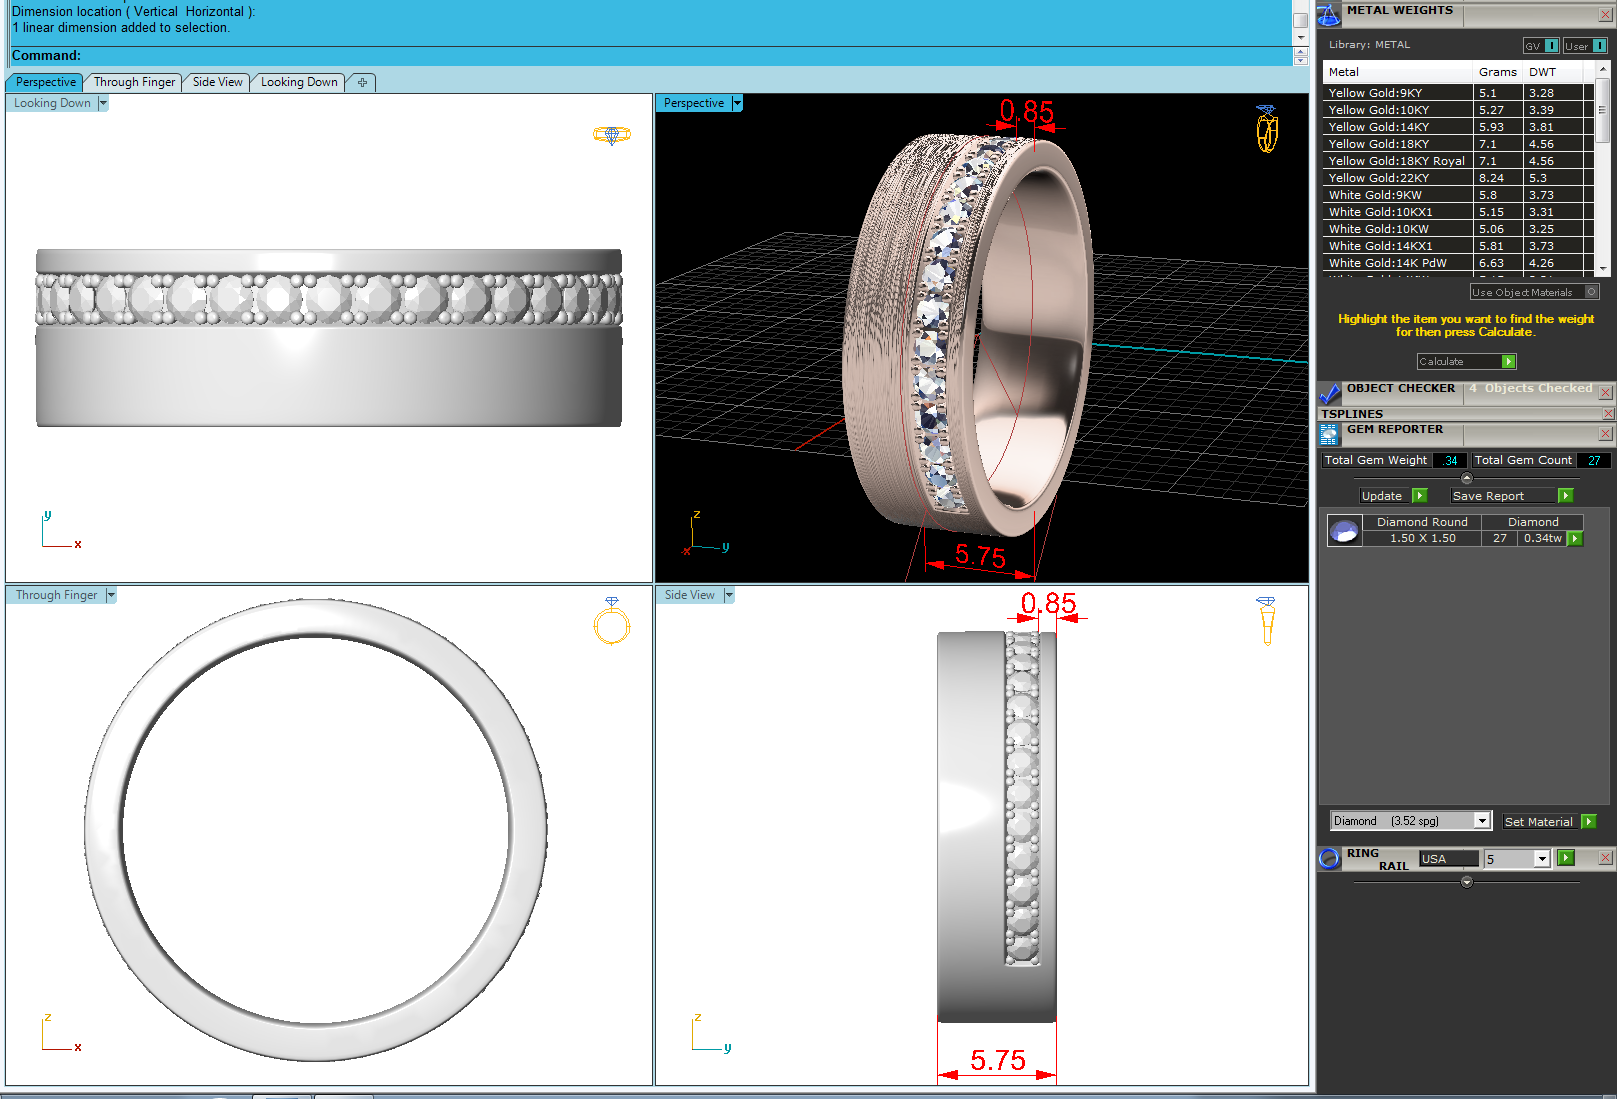 Dimension location ( Vertical  Horizontal ):
1 linear dimension added to selection.
Command:
Perspective
Through Finger
Side View
Looking Down
Looking Down
y
x
Perspective
0.85
5.75
z
x
y
Through Finger
z
x
Side View
0.85
5.75
z
y
METAL WEIGHTS
Library: METAL
GV
User
Metal Grams DWT
Yellow Gold:9KY 5.1 3.28
Yellow Gold:10KY 5.27 3.39
Yellow Gold:14KY 5.93 3.81
Yellow Gold:18KY 7.1 4.56
Yellow Gold:18KY Royal 7.1 4.56
Yellow Gold:22KY 8.24 5.3
White Gold:9KW 5.8 3.73
White Gold:10KX1 5.15 3.31
White Gold:10KW 5.06 3.25
White Gold:14KX1 5.81 3.73
White Gold:14K PdW 6.63 4.26
Use Object Materials
Highlight the item you want to find the weight
for then press Calculate.
Calculate
OBJECT CHECKER 4 Objects Checked
TSPLINES
GEM REPORTER
Total Gem Weight .34 Total Gem Count 27
Update
Save Report
Diamond Round Diamond
1.50 X 1.50 27 0.34tw
Diamond (3.52 spg)
Set Material
RING
RAIL
USA
5